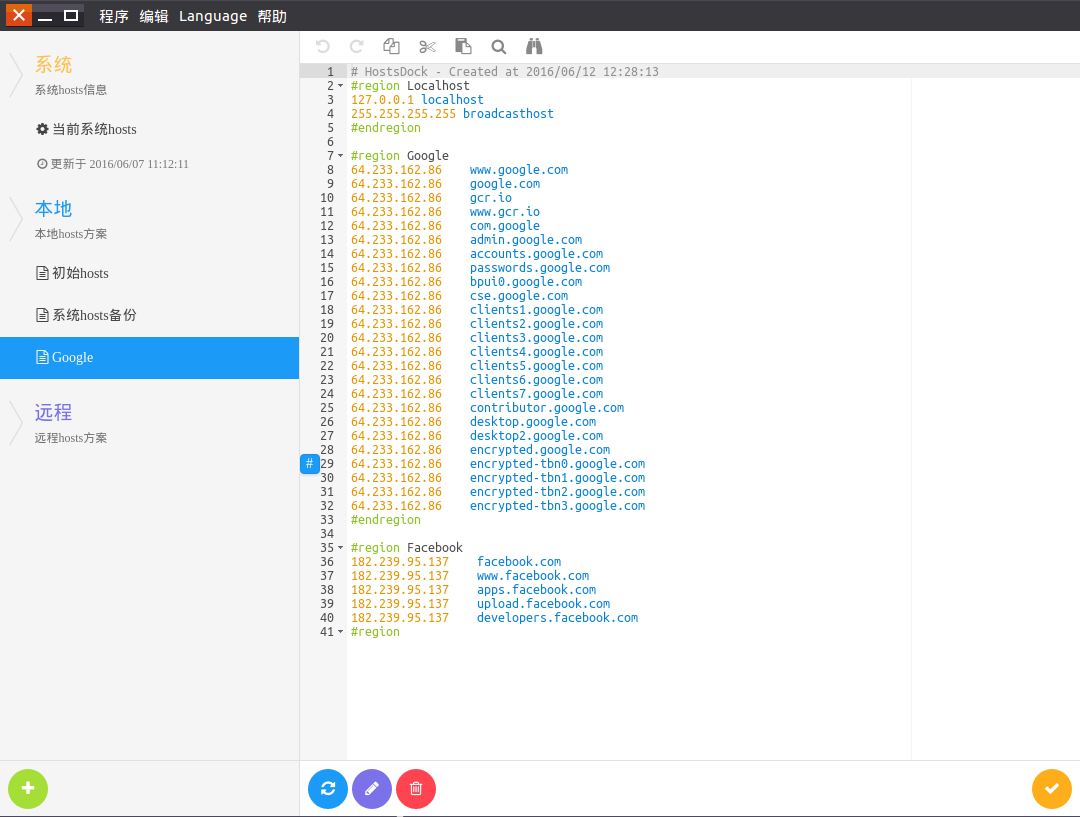 程序 编辑 Language 帮助
系统
系统hosts信息
当前系统hosts
更新于 2016/06/07 11:12:11
本地
本地hosts方案
初始hosts
系统hosts备份
Google
远程
远程hosts方案
#
1 # HostsDock - Created at 2016/06/12 12:28:13
2 #region Localhost
3 127.0.0.1 localhost
4 255.255.255.255 broadcasthost
5 #endregion
6
7 #region Google
8 64.233.162.86 www.google.com
9 64.233.162.86 google.com
10 64.233.162.86 gcr.io
11 64.233.162.86 www.gcr.io
12 64.233.162.86 com.google
13 64.233.162.86 admin.google.com
14 64.233.162.86 accounts.google.com
15 64.233.162.86 passwords.google.com
16 64.233.162.86 bpui0.google.com
17 64.233.162.86 cse.google.com
18 64.233.162.86 clients1.google.com
19 64.233.162.86 clients2.google.com
20 64.233.162.86 clients3.google.com
21 64.233.162.86 clients4.google.com
22 64.233.162.86 clients5.google.com
23 64.233.162.86 clients6.google.com
24 64.233.162.86 clients7.google.com
25 64.233.162.86 contributor.google.com
26 64.233.162.86 desktop.google.com
27 64.233.162.86 desktop2.google.com
28 64.233.162.86 encrypted.google.com
29 64.233.162.86 encrypted-tbn0.google.com
30 64.233.162.86 encrypted-tbn1.google.com
31 64.233.162.86 encrypted-tbn2.google.com
32 64.233.162.86 encrypted-tbn3.google.com
33 #endregion
34
35 #region Facebook
36 182.239.95.137 facebook.com
37 182.239.95.137 www.facebook.com
38 182.239.95.137 apps.facebook.com
39 182.239.95.137 upload.facebook.com
40 182.239.95.137 developers.facebook.com
41 #region